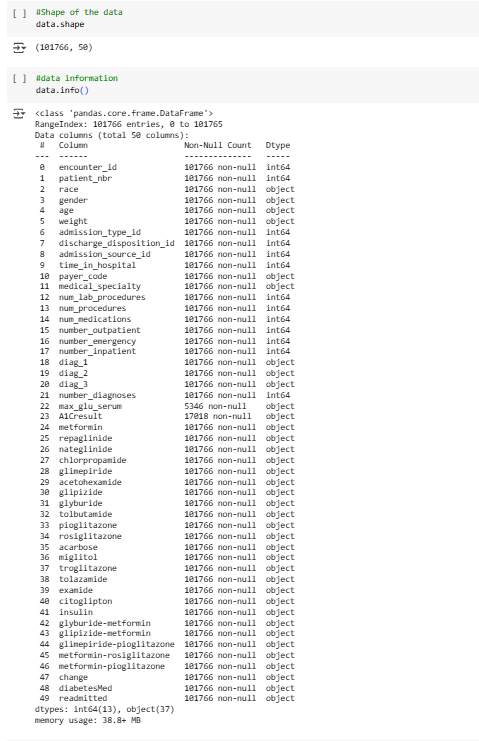 [ ] #Shape of the data
data.shape
(101766, 50)
[ ] #data information
data.info()
<class 'pandas.core.frame.DataFrame'>
RangeIndex: 101766 entries, 0 to 101765
Data columns (total 50 columns):
# Column Non-Null Count Dtype
--- ------ -------------- -----
0 encounter_id 101766 non-null int64
1 patient_nbr 101766 non-null int64
2 race 101766 non-null object
3 gender 101766 non-null object
4 age 101766 non-null object
5 weight 101766 non-null object
6 admission_type_id 101766 non-null int64
7 discharge_disposition_id 101766 non-null int64
8 admission_source_id 101766 non-null int64
9 time_in_hospital 101766 non-null int64
10 payer_code 101766 non-null object
11 medical_specialty 101766 non-null object
12 num_lab_procedures 101766 non-null int64
13 num_procedures 101766 non-null int64
14 num_medications 101766 non-null int64
15 number_outpatient 101766 non-null int64
16 number_emergency 101766 non-null int64
17 number_inpatient 101766 non-null int64
18 diag_1 101766 non-null object
19 diag_2 101766 non-null object
20 diag_3 101766 non-null object
21 number_diagnoses 101766 non-null int64
22 max_glu_serum 5346 non-null object
23 A1Cresult 17018 non-null object
24 metformin 101766 non-null object
25 repaglinide 101766 non-null object
26 nateglinide 101766 non-null object
27 chlorpropamide 101766 non-null object
28 glimepiride 101766 non-null object
29 acetohexamide 101766 non-null object
30 glipizide 101766 non-null object
31 glyburide 101766 non-null object
32 tolbutamide 101766 non-null object
33 pioglitazone 101766 non-null object
34 rosiglitazone 101766 non-null object
35 acarbose 101766 non-null object
36 miglitol 101766 non-null object
37 troglitazone 101766 non-null object
38 tolazamide 101766 non-null object
39 examide 101766 non-null object
40 citoglipton 101766 non-null object
41 insulin 101766 non-null object
42 glyburide-metformin 101766 non-null object
43 glipizide-metformin 101766 non-null object
44 glimepiride-pioglitazone 101766 non-null object
45 metformin-rosiglitazone 101766 non-null object
46 metformin-pioglitazone 101766 non-null object
47 change 101766 non-null object
48 diabetesMed 101766 non-null object
49 readmitted 101766 non-null object
dtypes: int64(13), object(37)
memory usage: 38.8+ MB